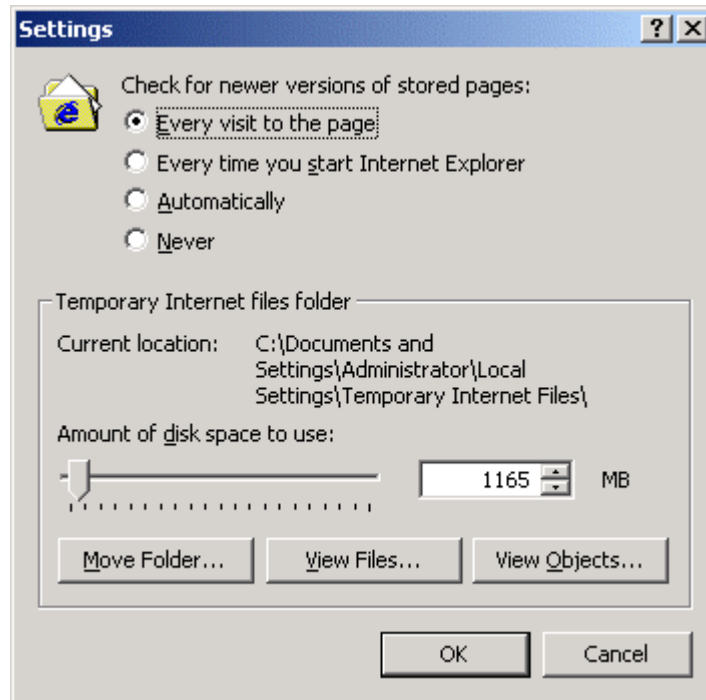 Settings
Check for newer versions of stored pages:
Every visit to the page
Every time you start Internet Explorer
Automatically
Never
Temporary Internet files folder
Current location: C:\Documents and
Settings\Administrator\Local
Settings\Temporary Internet Files\
Amount of disk space to use:
1165 MB
Move Folder... View Files... View Objects...
OK Cancel